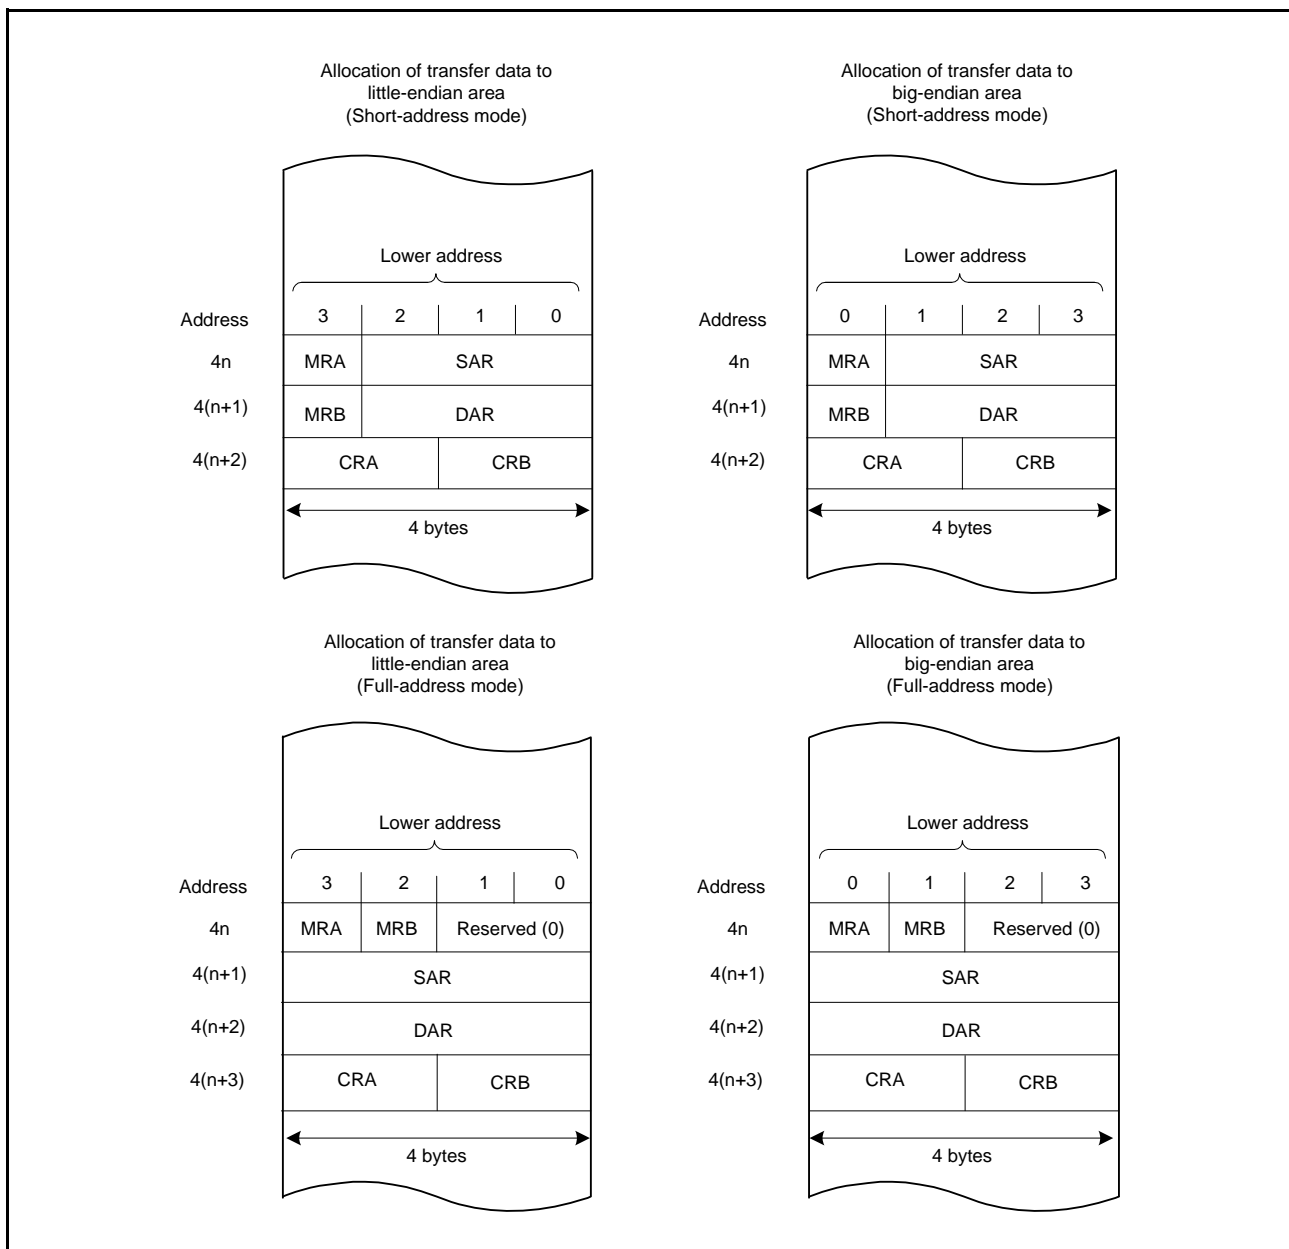 Allocation of transfer data to
little-endian area
(Short-address mode)
Lower address
Address 3 2 1 0
4n MRA SAR
4(n+1) MRB DAR
4(n+2) CRA CRB
4 bytes
Allocation of transfer data to
big-endian area
(Short-address mode)
Lower address
Address 0 1 2 3
4n MRA SAR
4(n+1) MRB DAR
4(n+2) CRA CRB
4 bytes
Allocation of transfer data to
little-endian area
(Full-address mode)
Lower address
Address 3 2 1 0
4n MRA MRB Reserved (0)
4(n+1) SAR
4(n+2) DAR
4(n+3) CRA CRB
4 bytes
Allocation of transfer data to
big-endian area
(Full-address mode)
Lower address
Address 0 1 2 3
4n MRA MRB Reserved (0)
4(n+1) SAR
4(n+2) DAR
4(n+3) CRA CRB
4 bytes